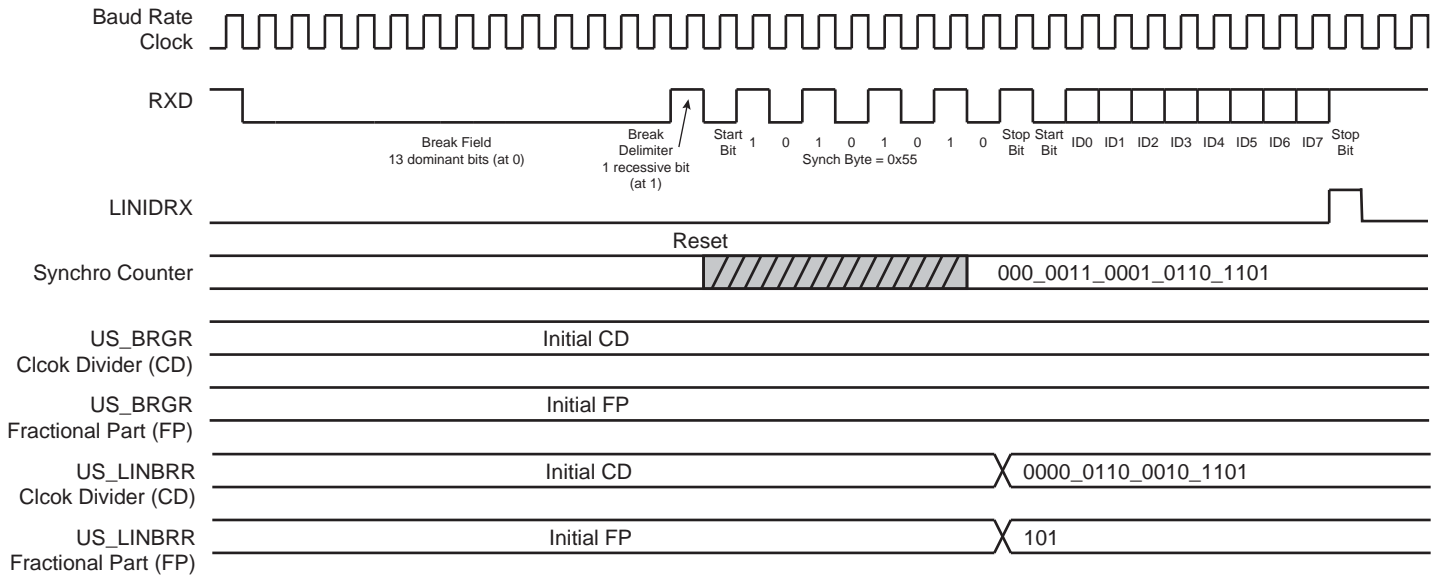 Baud Rate
Clock
RXD
Break Field
13 dominant bits (at 0)
Break
Delimiter
1 recessive bit
(at 1)
Start
Bit
1 0 1 0 1 0 1 0
Synch Byte = 0x55
Stop
Bit
Start
Bit
ID0 ID1 ID2 ID3 ID4 ID5 ID6 ID7
Stop
Bit
LINIDRX
Reset
Synchro Counter
000_0011_0001_0110_1101
US_BRGR
Clcok Divider (CD)
Initial CD
US_BRGR
Fractional Part (FP)
Initial FP
US_LINBRR
Clcok Divider (CD)
Initial CD
0000_0110_0010_1101
US_LINBRR
Fractional Part (FP)
Initial FP
101